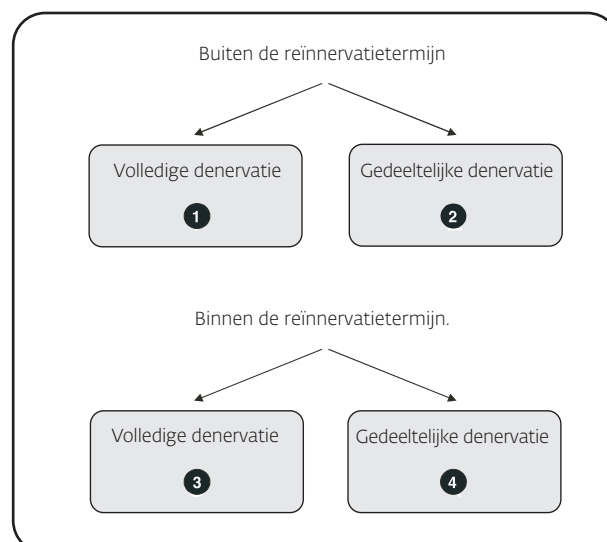 Buiten de reïnnervatietermijn
Volledige denervatie
1
Gedeeltelijke denervatie
2
Binnen de reïnnervatietermijn.
Volledige denervatie
3
Gedeeltelijke denervatie
4